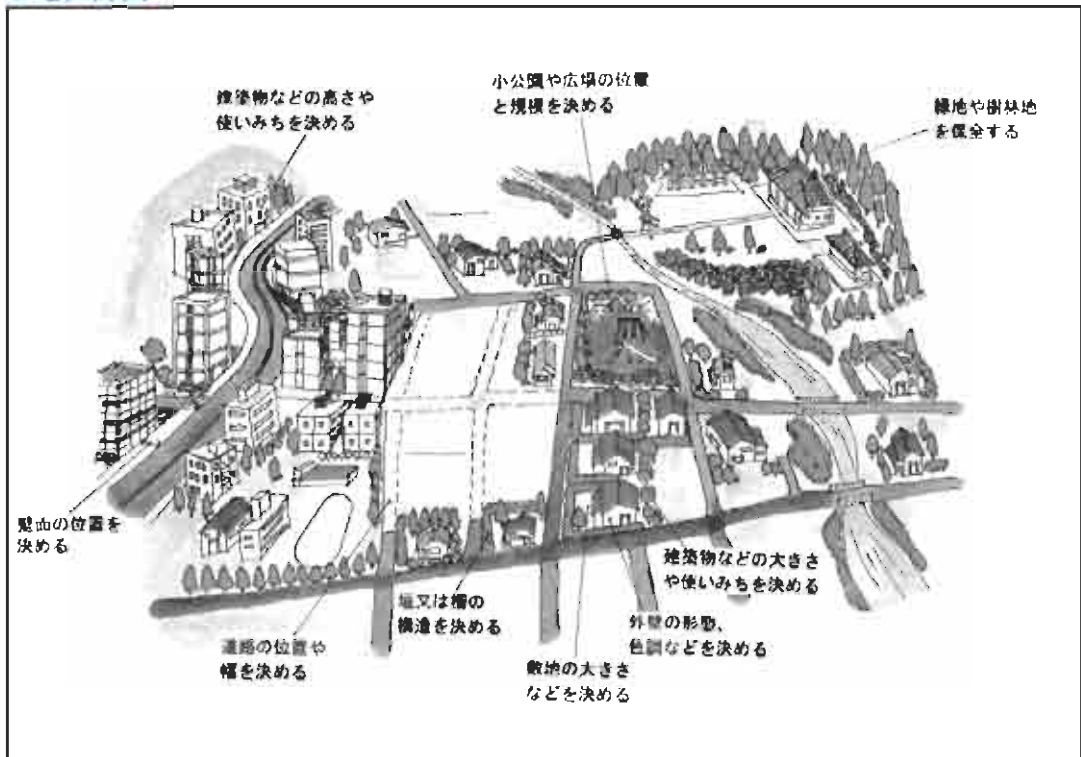 建築物などの高さや
使いみちを決める
小公園や広場の位置
と規模を決める
緑地や樹林地
を保全する
壁面の位置を
決める
道路の位置や
幅を決める
垣又は柵の
構造を決める
敷地の大きさ
などを決める
外壁の形態、
色調などを決める
建築物などの大きさ
や使いみちを決める